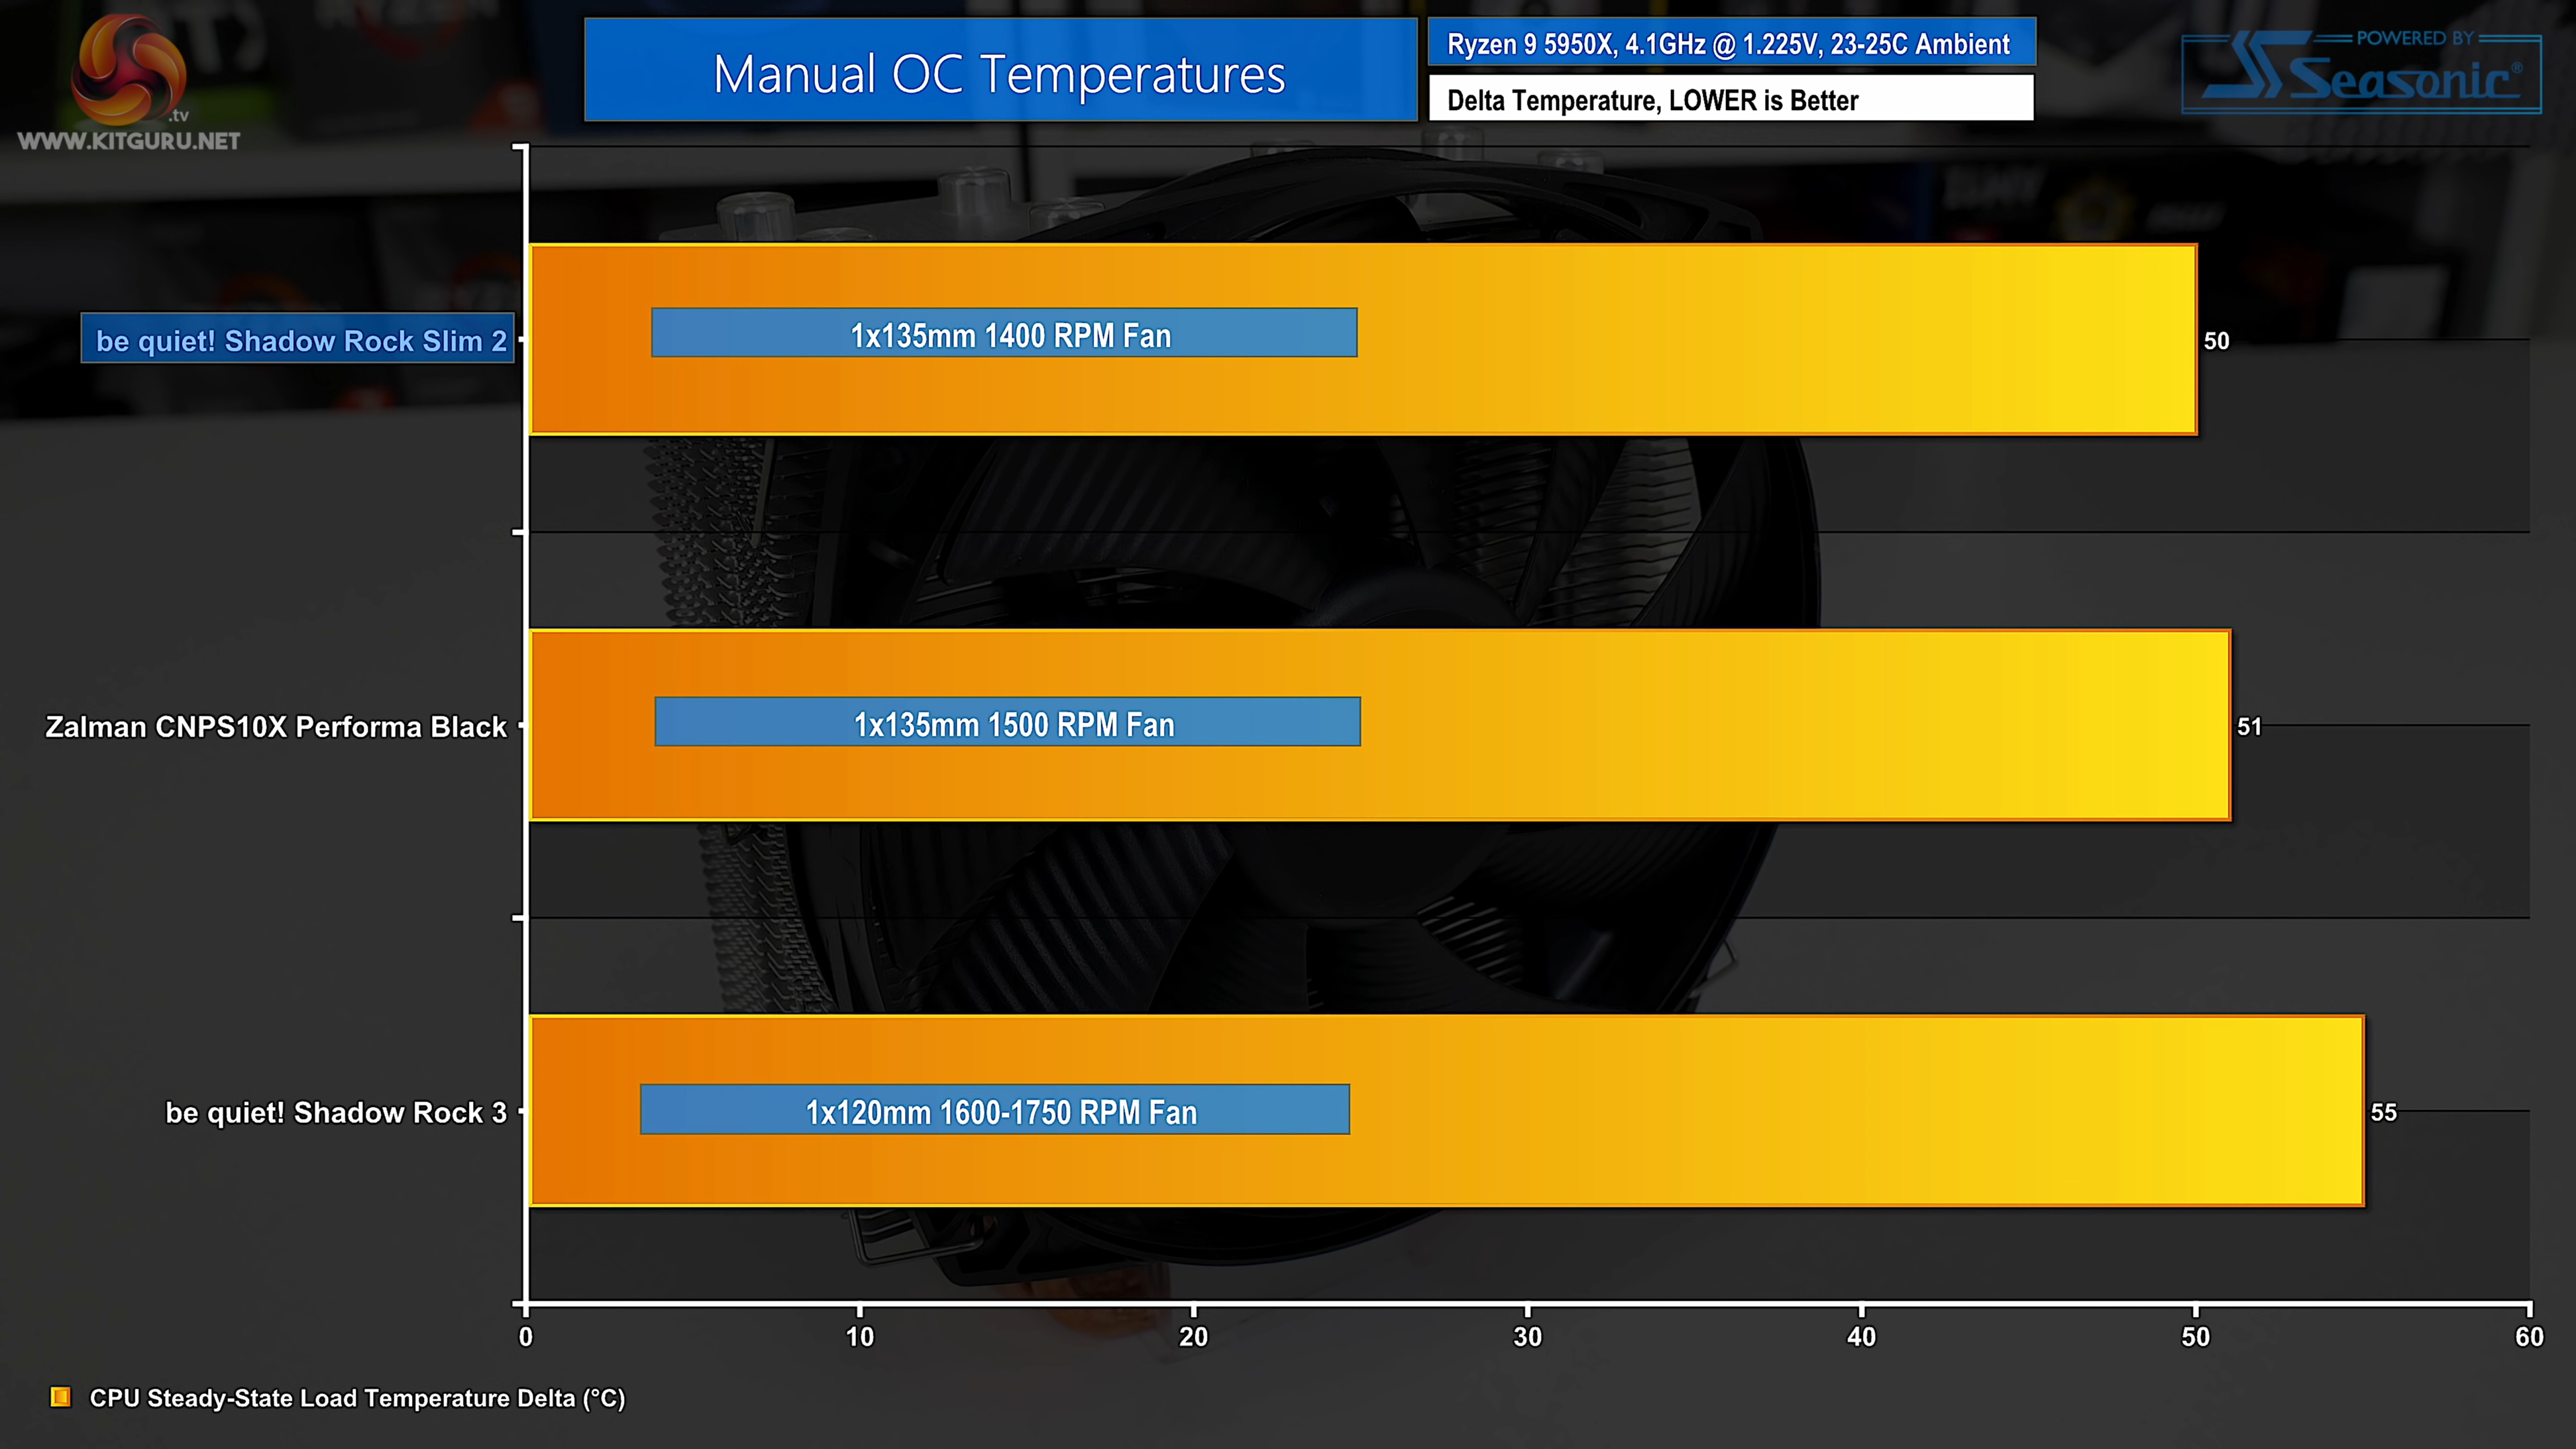 .tv
WWW.KITGURU.NET
Manual OC Temperatures
Ryzen 9 5950X, 4.1GHz @ 1.225V, 23-25C Ambient
Delta Temperature, LOWER is Better
POWERED BY
Seasonic®
be quiet! Shadow Rock Slim 2
1x135mm 1400 RPM Fan
50
Zalman CNPS10X Performa Black
1x135mm 1500 RPM Fan
51
be quiet! Shadow Rock 3
1x120mm 1600-1750 RPM Fan
55
0 10 20 30 40 50 60
CPU Steady-State Load Temperature Delta (°C)